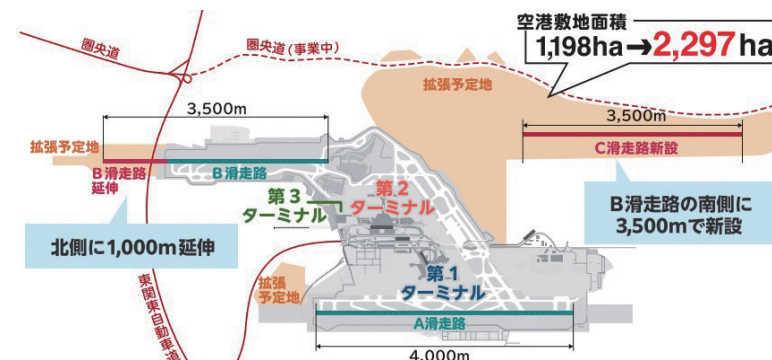 空港敷地面積
1,198ha→2,297ha
圏央道
圏央道(事業中)
拡張予定地
3,500m
3,500m
拡張予定地
B滑走路
延伸
B滑走路
C滑走路新設
第3
ターミナル
第2
ターミナル
B滑走路の南側に
3,500mで新設
北側に1,000m延伸
第1
ターミナル
拡張
予定地
東関東自動車道
A滑走路
4,000m